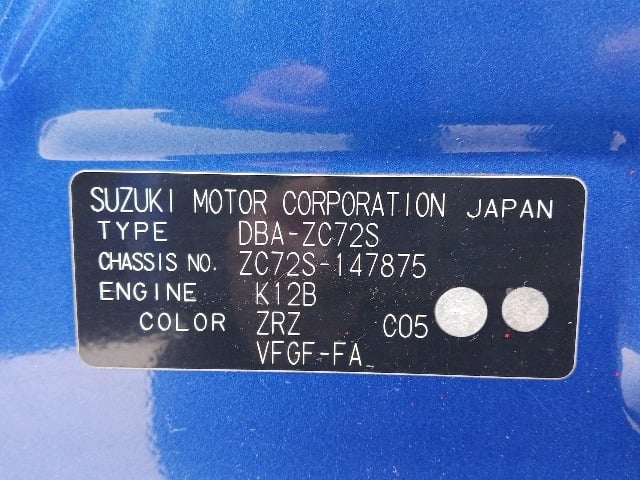 SUZUKI MOTOR CORPORATION JAPAN
TYPE DBA-ZC72S
CHASSIS NO. ZC72S-147875
ENGINE K12B
COLOR ZRZ C05
VFGF-FA